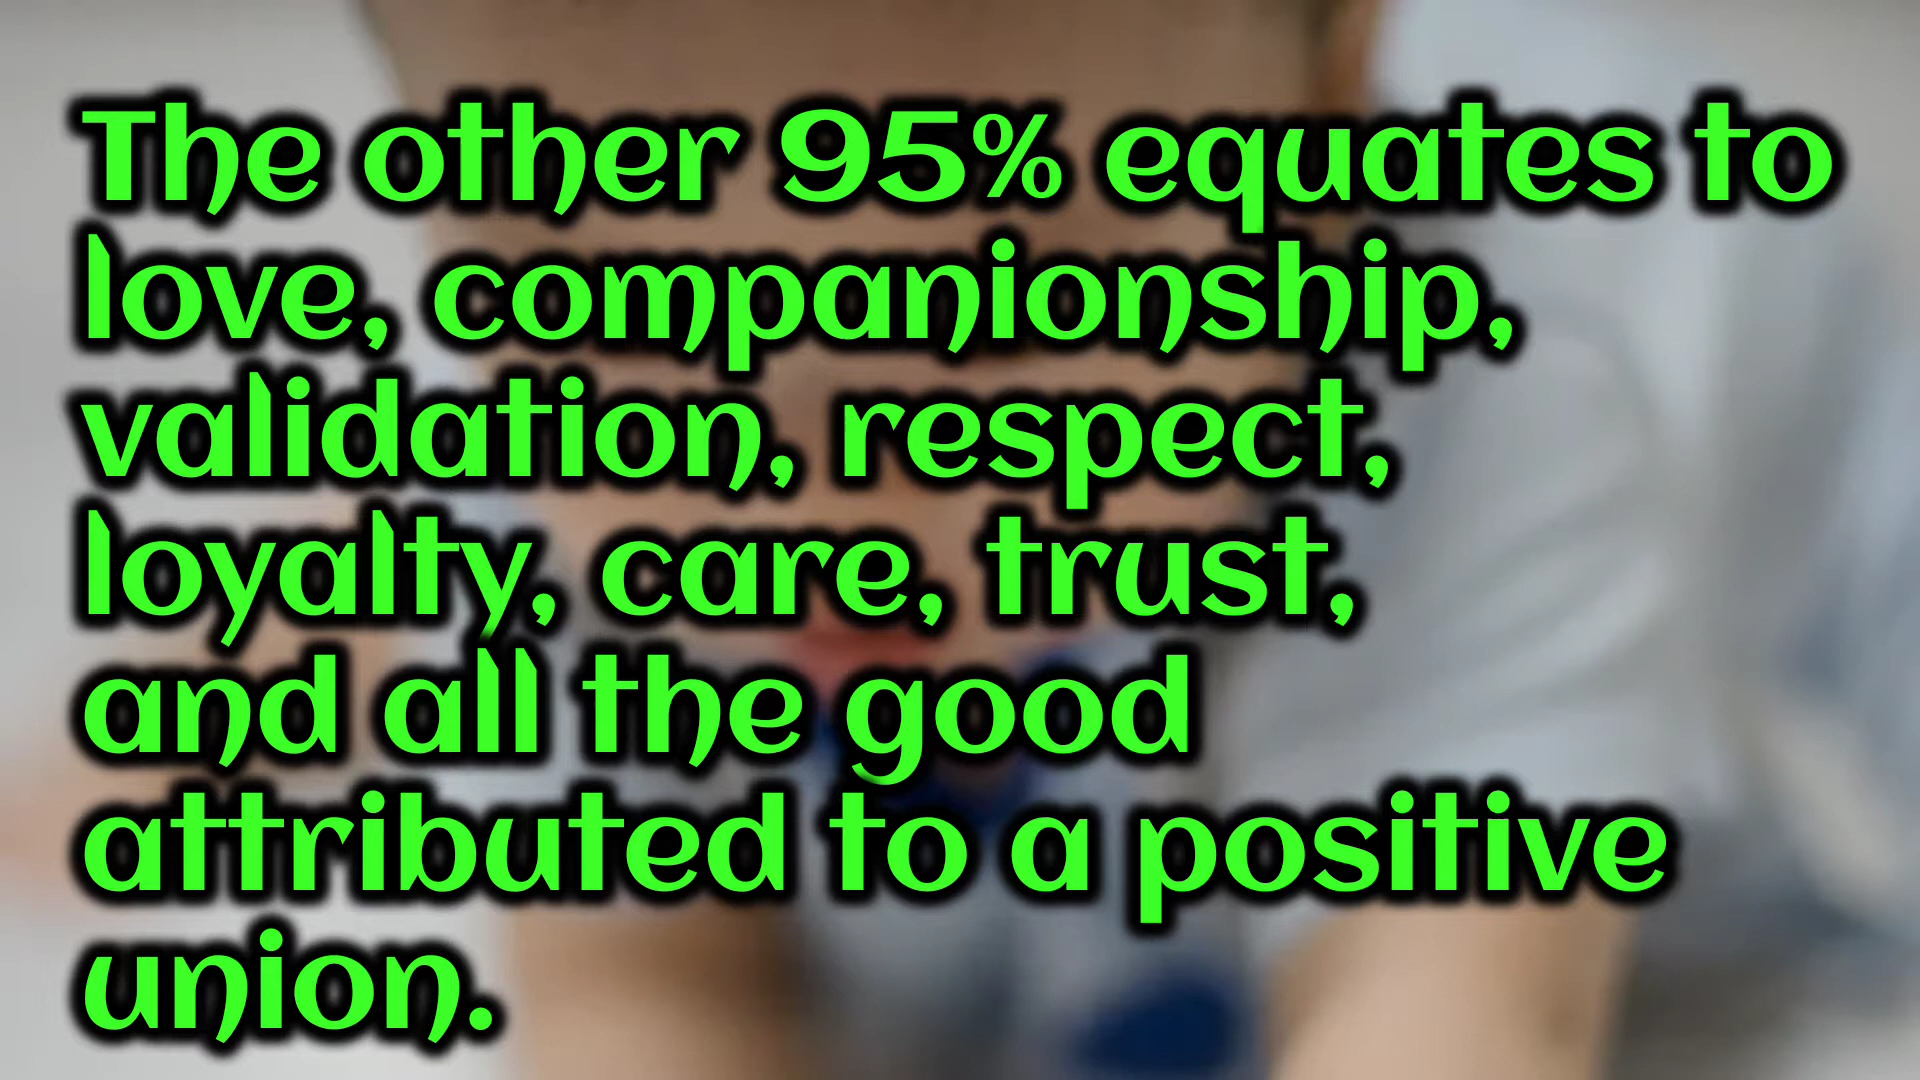 The other 95% equates to
love, companionship,
validation, respect,
loyalty, care, trust,
and all the good
attributed to a positive
union.